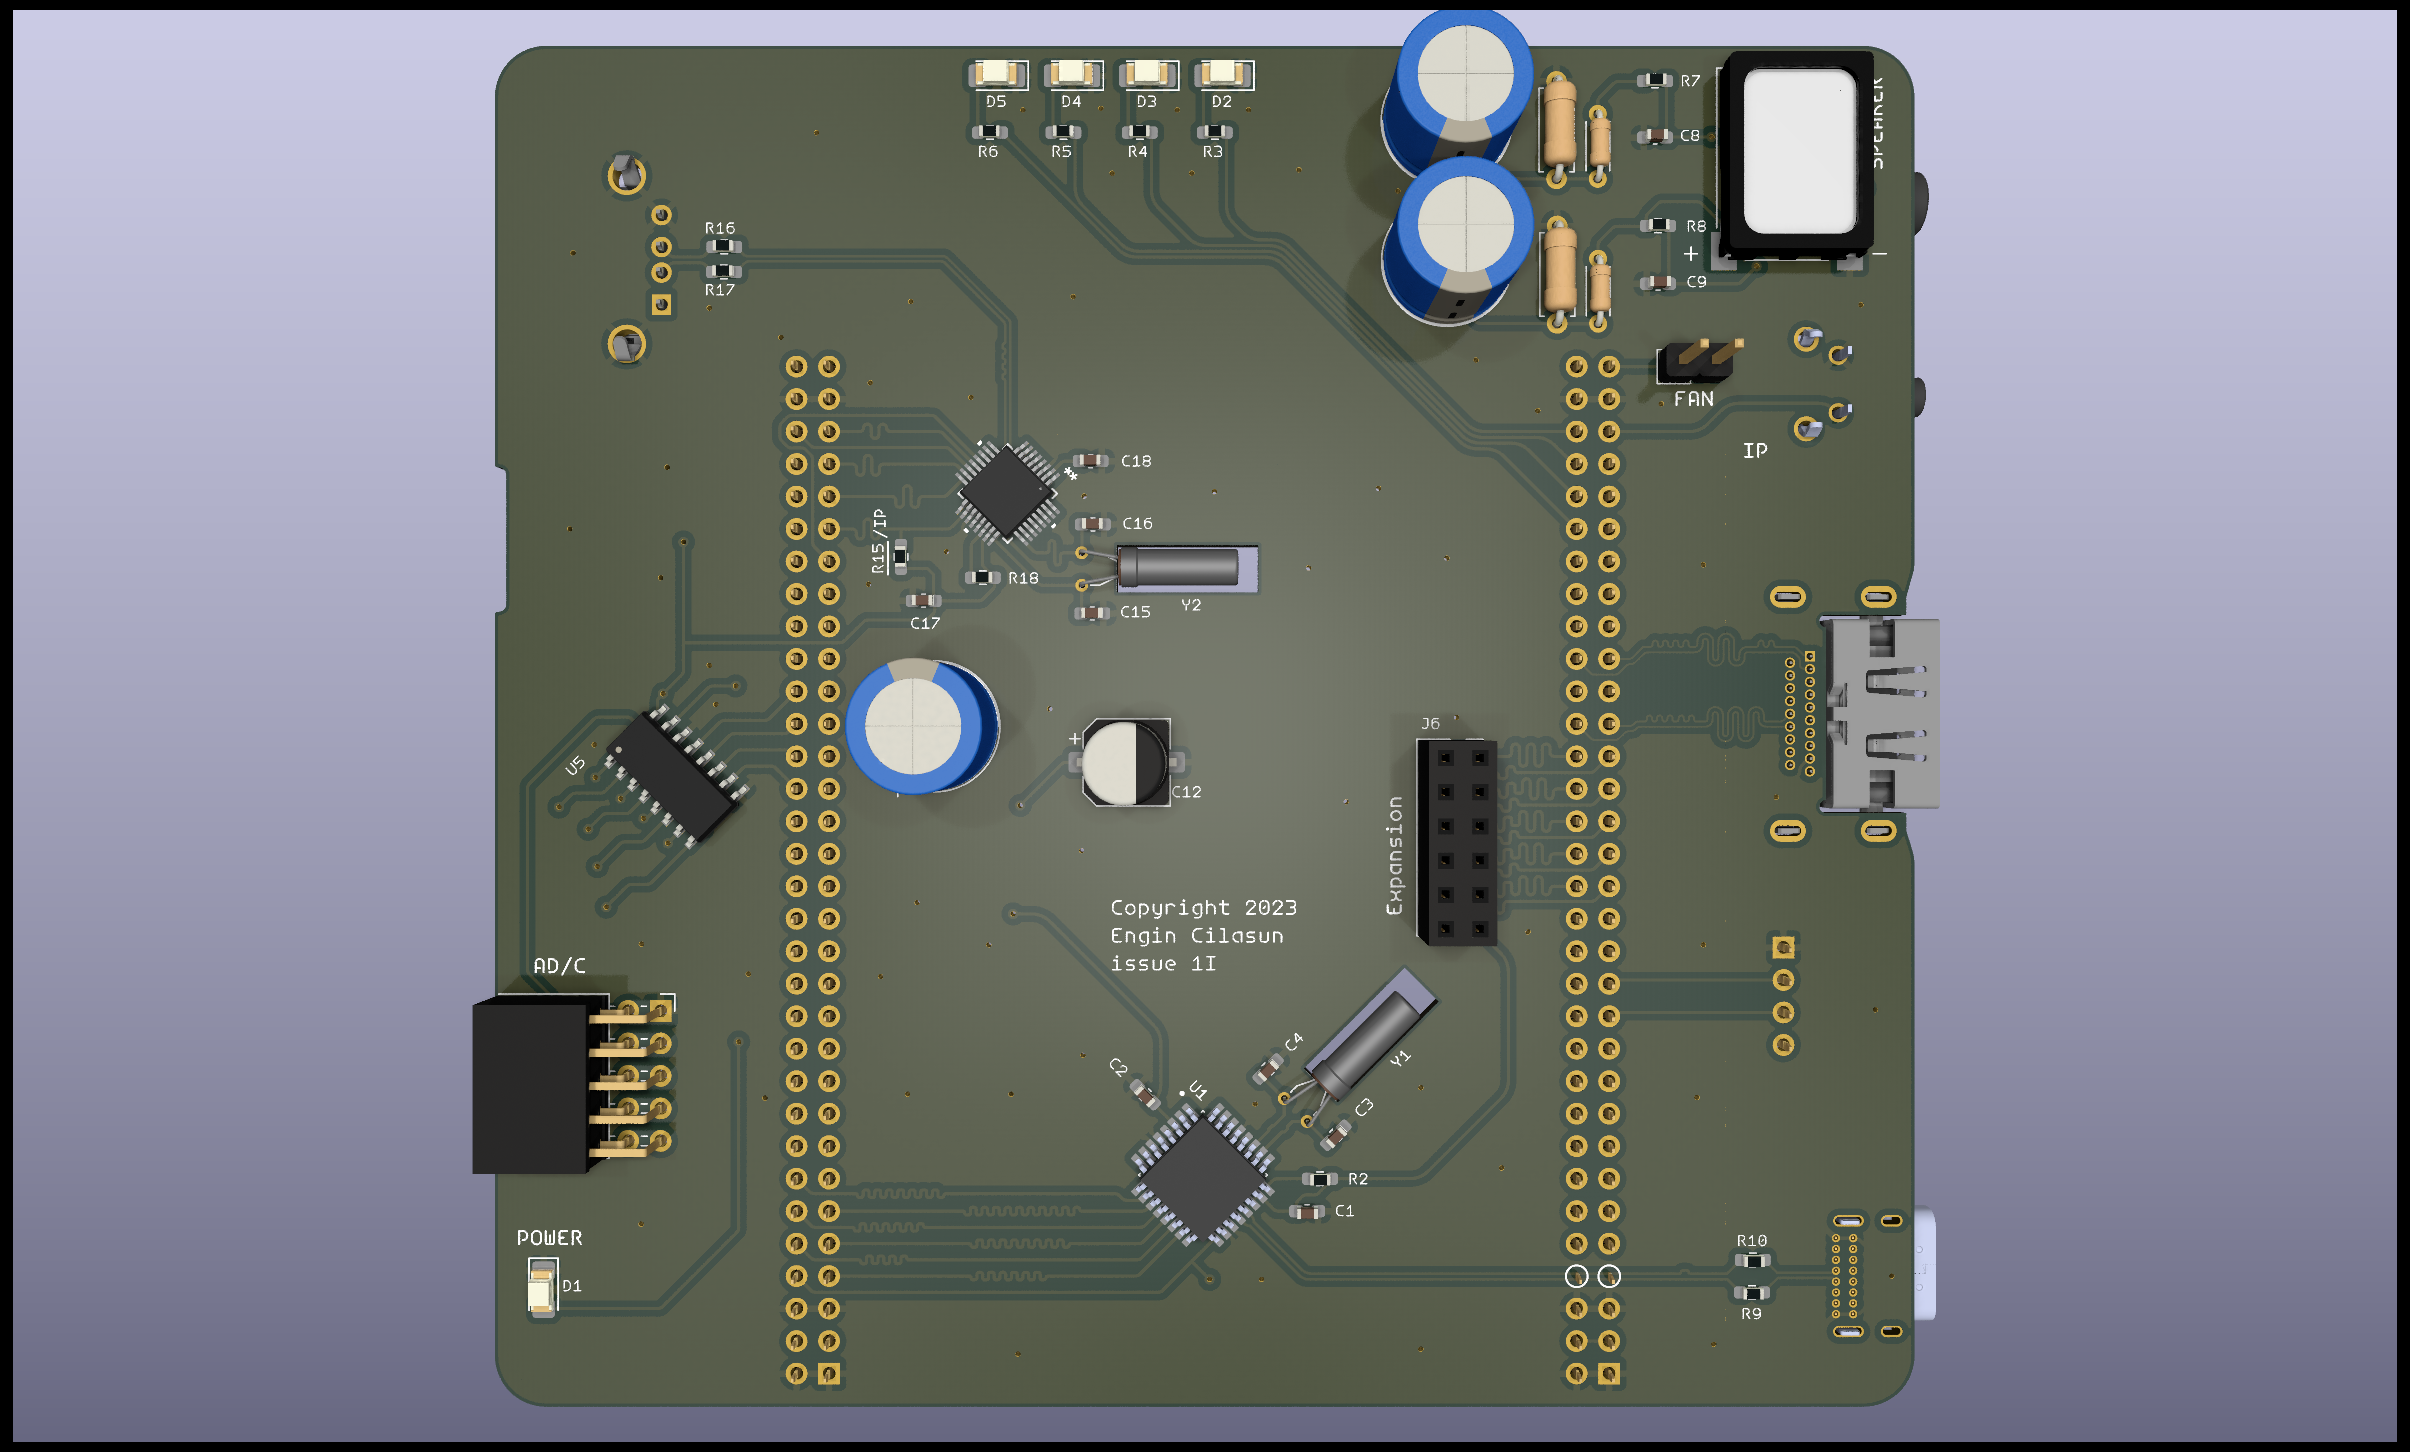 D5
D4
D3
D2
R6
R5
R4
R3
R7
C8
SPEAKER
R8
+
−
C9
R16
R17
FAN
IP
C18
**
C16
R15/IP
R18
Y2
C15
C17
U5
J6
+
C12
Expansion
Copyright 2023
Engin Cilasun
issue 1I
AD/C
C4
Y1
C2
U1
C3
R2
C1
POWER
D1
R10
R9